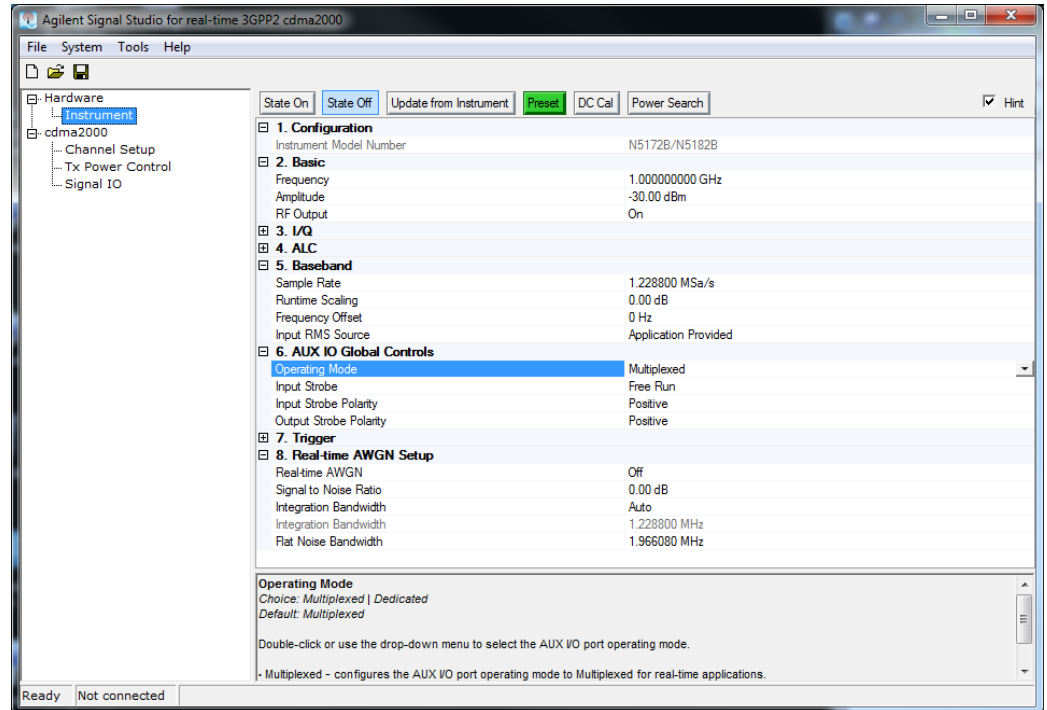 Agilent Signal Studio for real-time 3GPP2 cdma2000
File System Tools Help
State On State Off Update from Instrument Preset DC Cal Power Search Hint
Hardware
Instrument
cdma2000
Channel Setup
Tx Power Control
Signal IO
1. Configuration
Instrument Model Number N5172B/N5182B
2. Basic
Frequency 1.000000000 GHz
Amplitude -30.00 dBm
RF Output On
3. I/Q
4. ALC
5. Baseband
Sample Rate 1.228800 MSa/s
Runtime Scaling 0.00 dB
Frequency Offset 0 Hz
Input RMS Source Application Provided
6. AUX IO Global Controls
Operating Mode Multiplexed
Input Strobe Free Run
Input Strobe Polarity Positive
Output Strobe Polarity Positive
7. Trigger
8. Real-time AWGN Setup
Real-time AWGN Off
Signal to Noise Ratio 0.00 dB
Integration Bandwidth Auto
Integration Bandwidth 1.228800 MHz
Flat Noise Bandwidth 1.966080 MHz
Operating Mode
Choice: Multiplexed | Dedicated
Default: Multiplexed
Double-click or use the drop-down menu to select the AUX I/O port operating mode.
- Multiplexed - configures the AUX I/O port operating mode to Multiplexed for real-time applications.
Ready Not connected